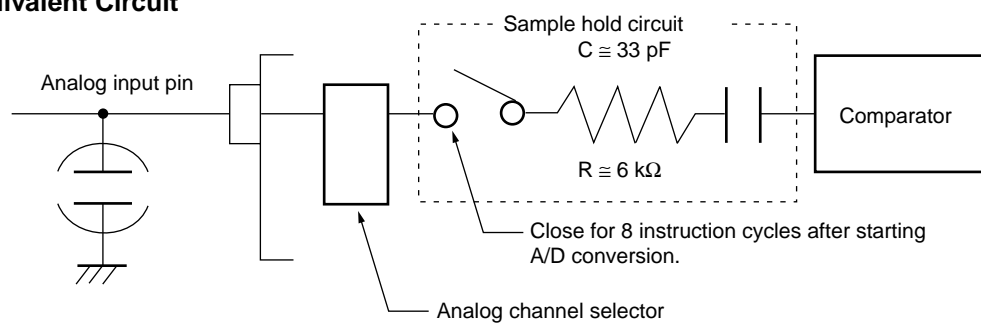 ivalent Circuit
Sample hold circuit
C ≅ 33 pF
Analog input pin
Comparator
R ≅ 6 kΩ
Close for 8 instruction cycles after starting
A/D conversion.
Analog channel selector